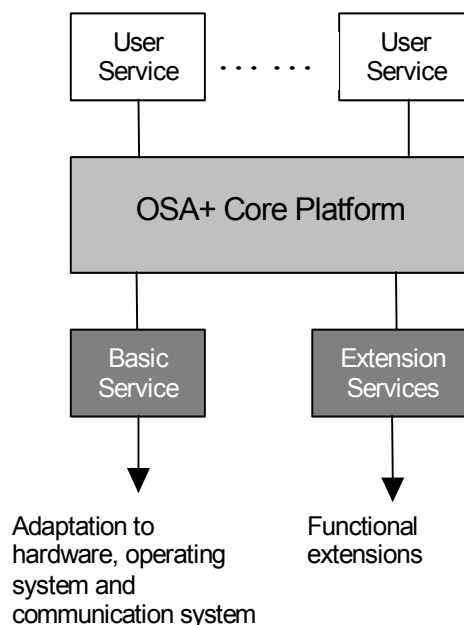 User
Service
. . . . . .
User
Service
OSA+ Core Platform
Basic
Service
Extension
Services
Adaptation to
hardware, operating
system and
communication system
Functional
extensions